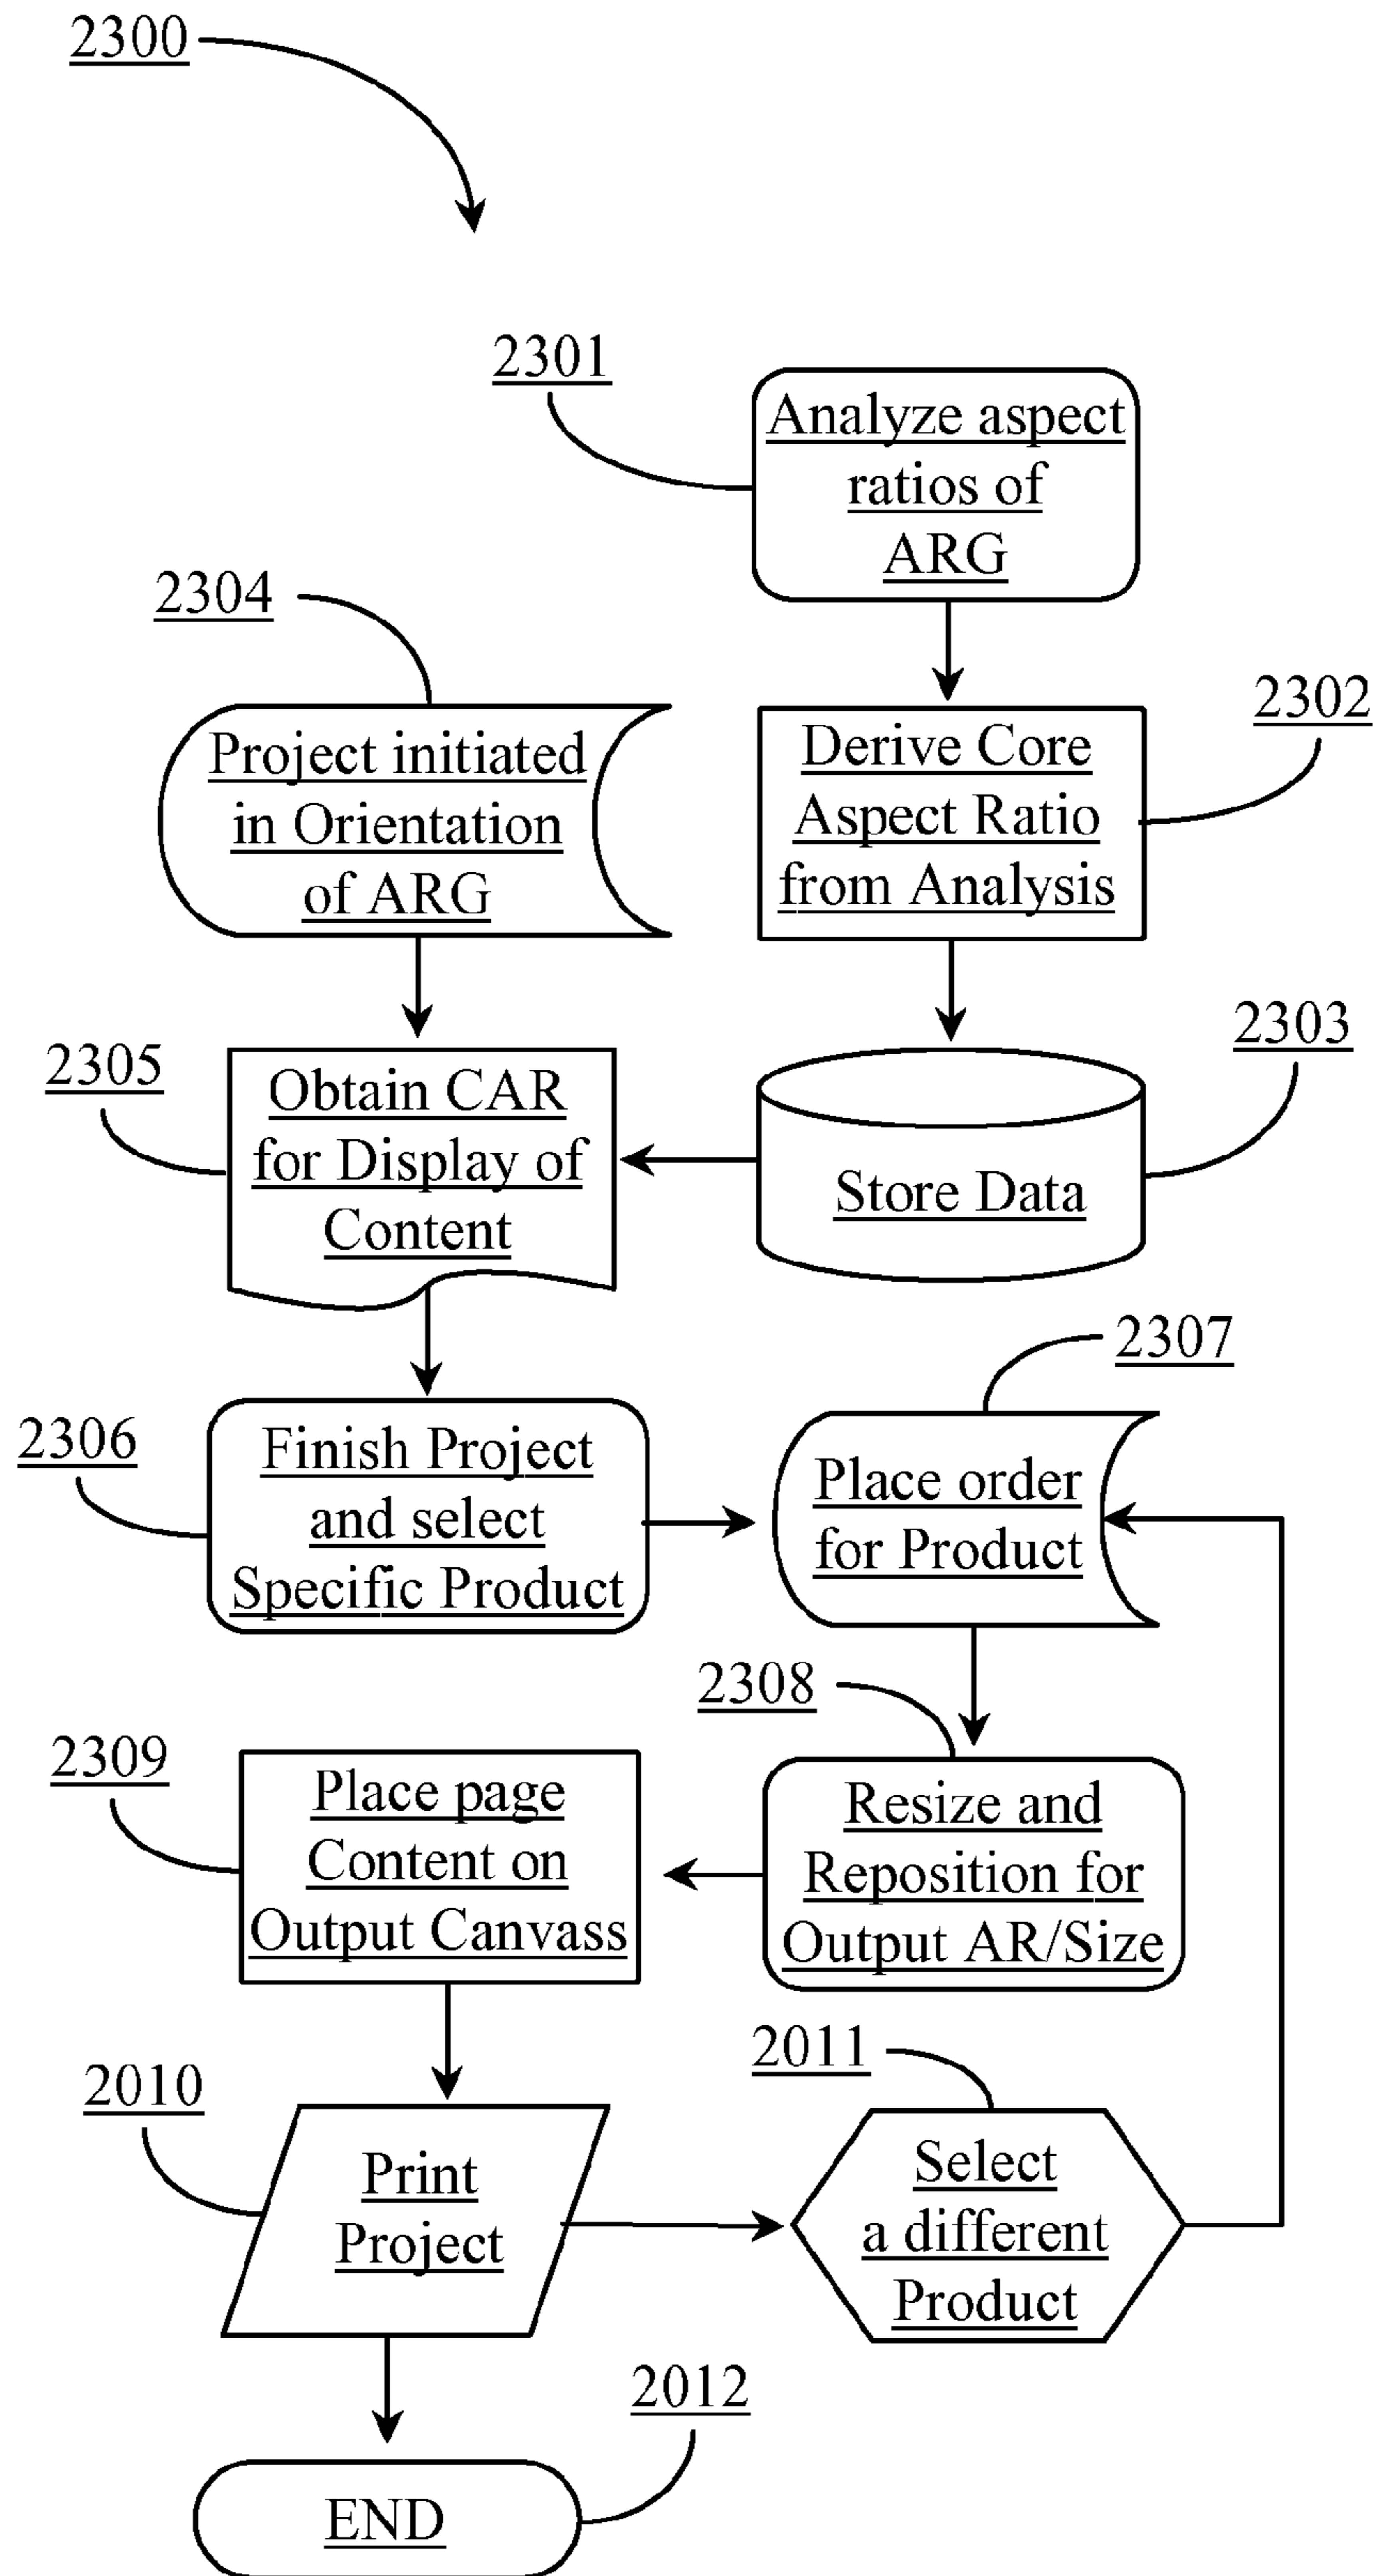 2300
2301
Analyze aspect
ratios of
ARG
2304
Project initiated
in Orientation
of ARG
2302
Derive Core
Aspect Ratio
from Analysis
2305
Obtain CAR
for Display of
Content
2303
Store Data
2306
Finish Project
and select
Specific Product
2307
Place order
for Product
2308
Resize and
Reposition for
Output AR/Size
2309
Place page
Content on
Output Canvass
2010
Print
Project
2011
Select
a different
Product
2012
END